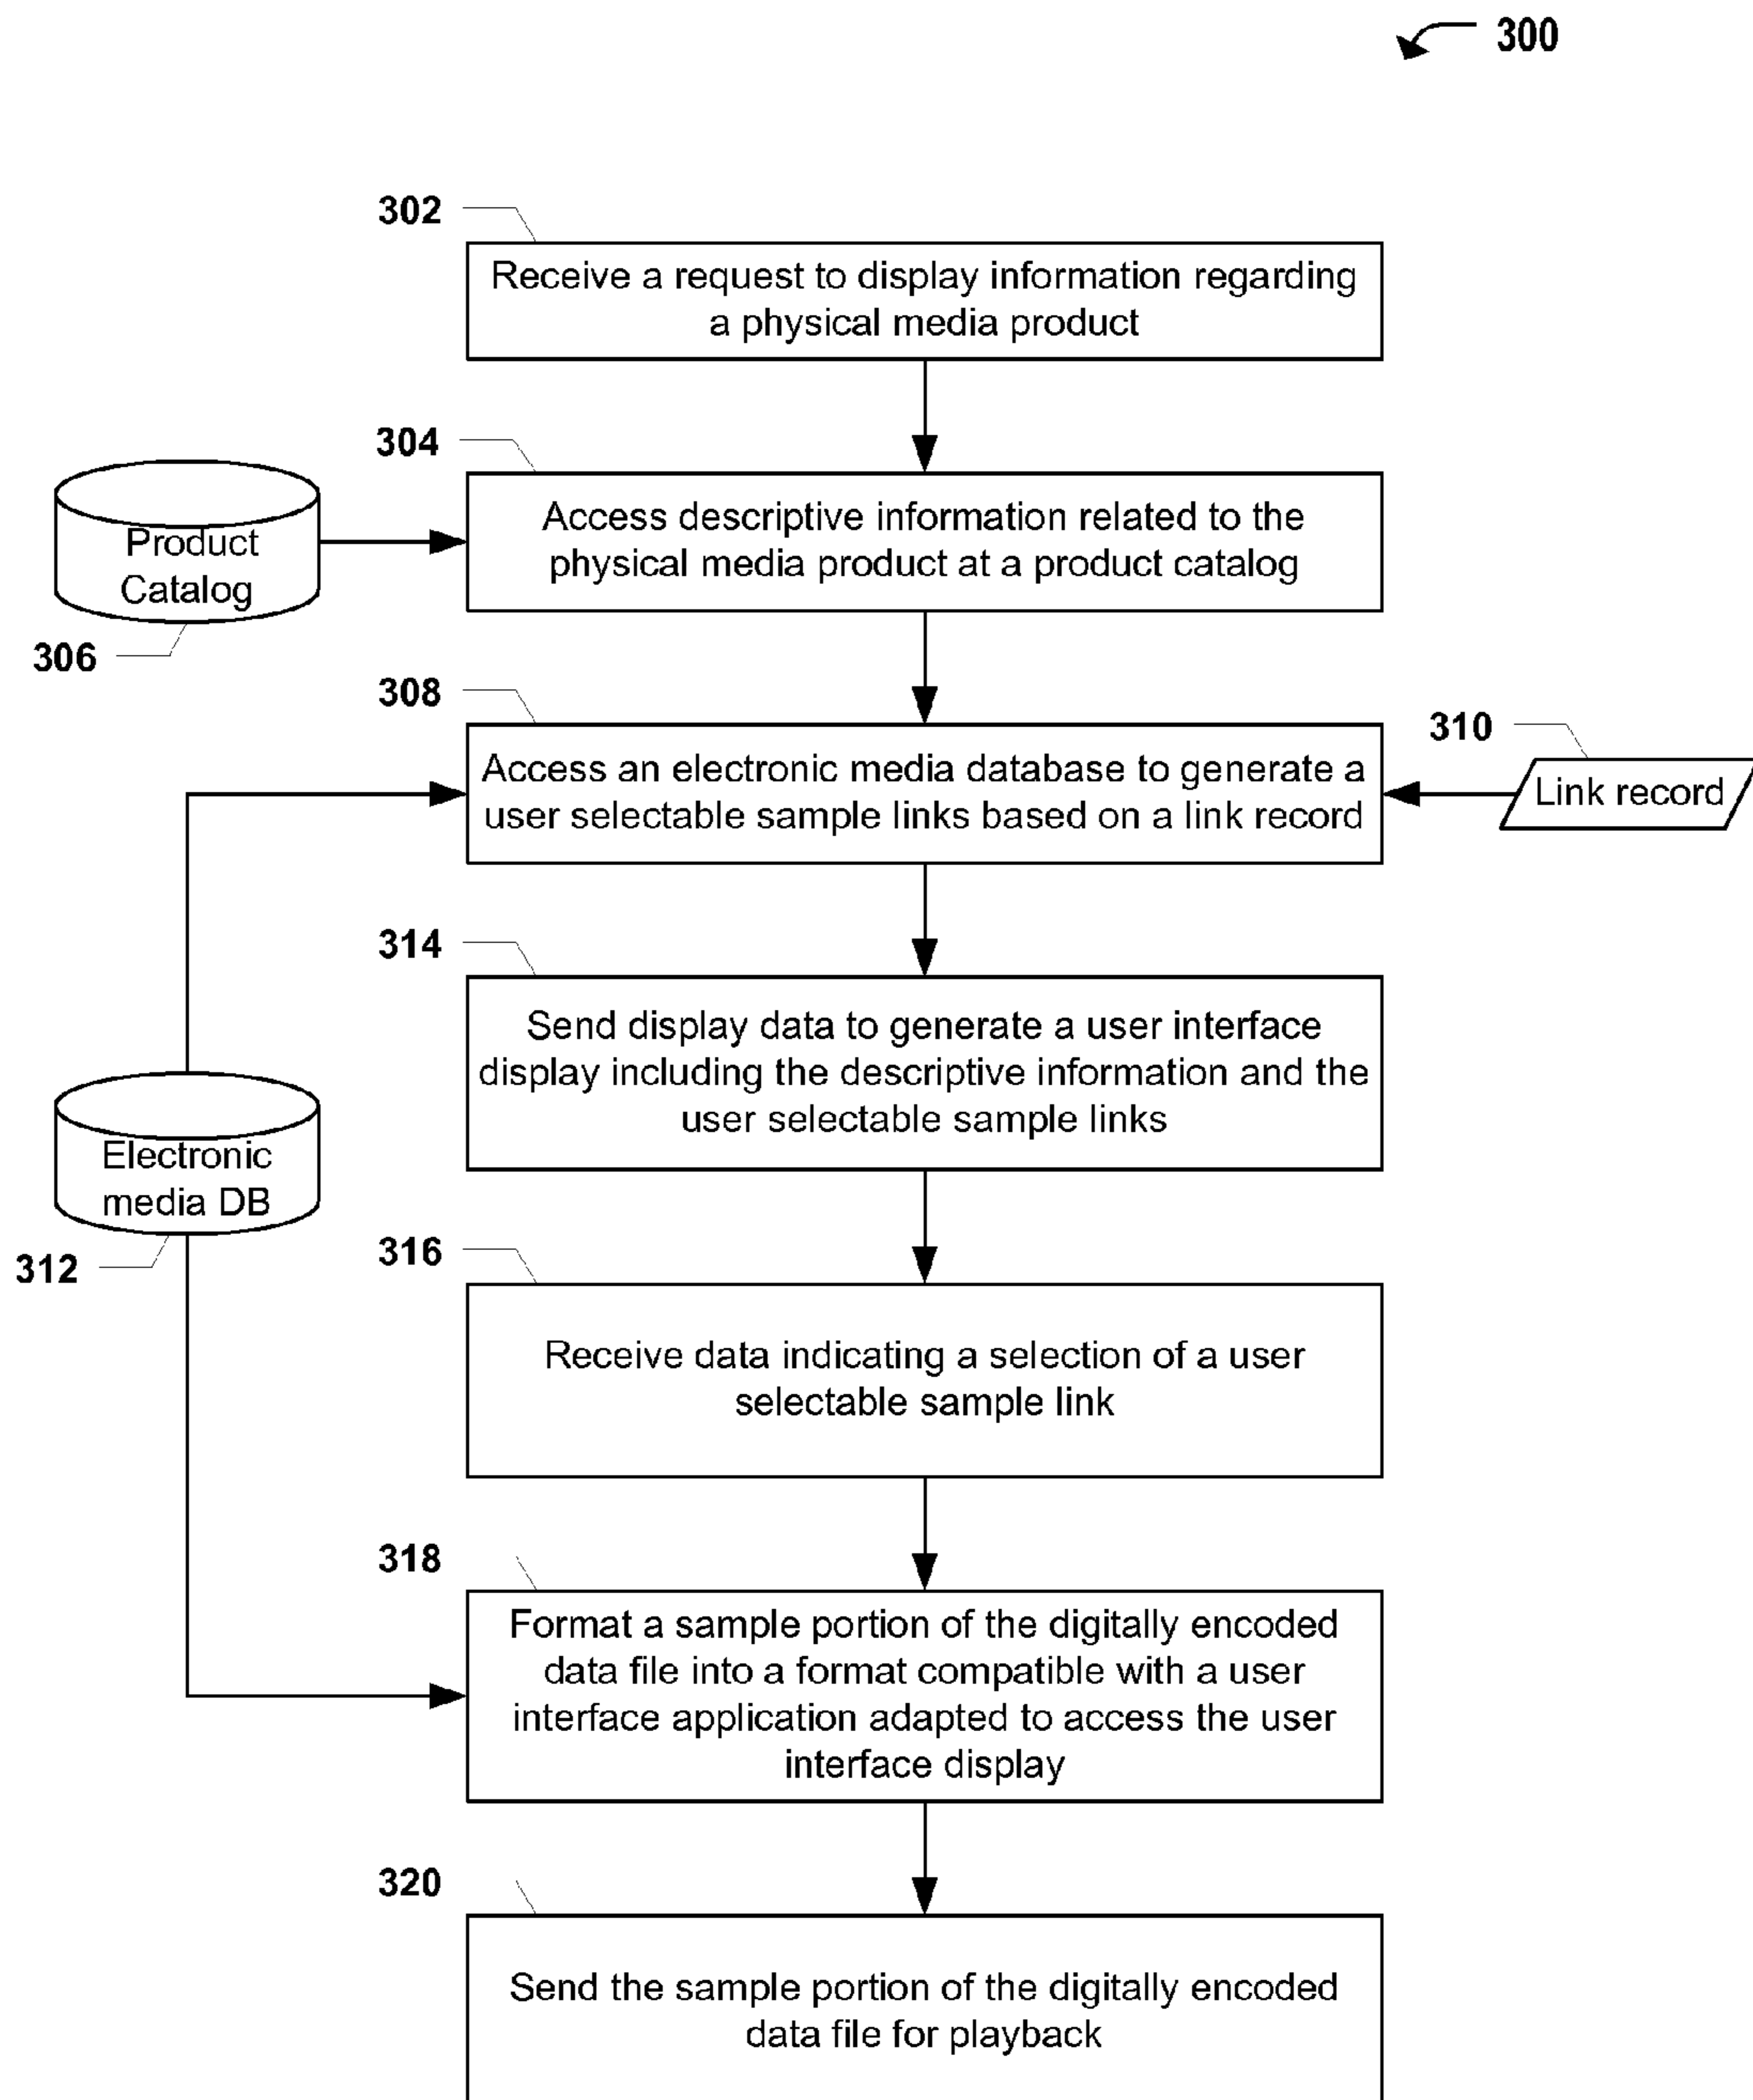 300
302
Receive a request to display information regarding
a physical media product
304
Access descriptive information related to the
physical media product at a product catalog
Product
Catalog
306
308
Access an electronic media database to generate a
user selectable sample links based on a link record
310
Link record
314
Send display data to generate a user interface
display including the descriptive information and the
user selectable sample links
Electronic
media DB
312
316
Receive data indicating a selection of a user
selectable sample link
318
Format a sample portion of the digitally encoded
data file into a format compatible with a user
interface application adapted to access the user
interface display
320
Send the sample portion of the digitally encoded
data file for playback